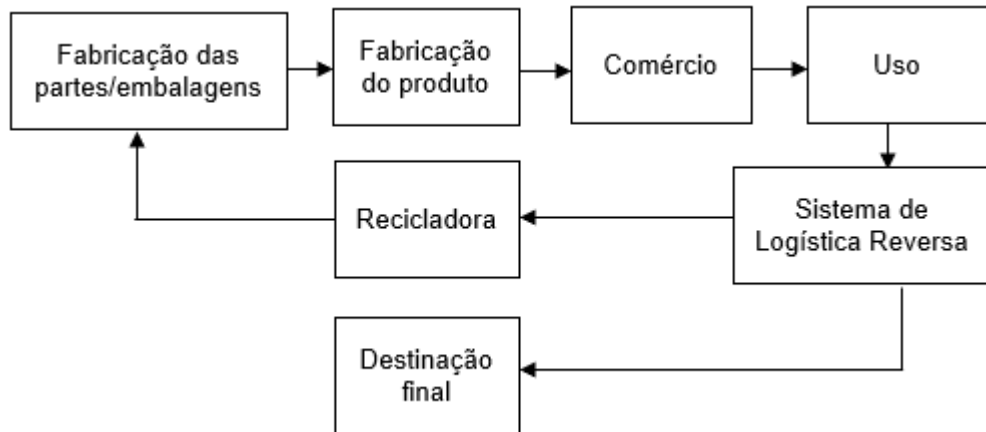 Fabricação das
partes/embalagens
Fabricação
do produto
Comércio
Uso
Recicladora
Sistema de
Logística Reversa
Destinação
final